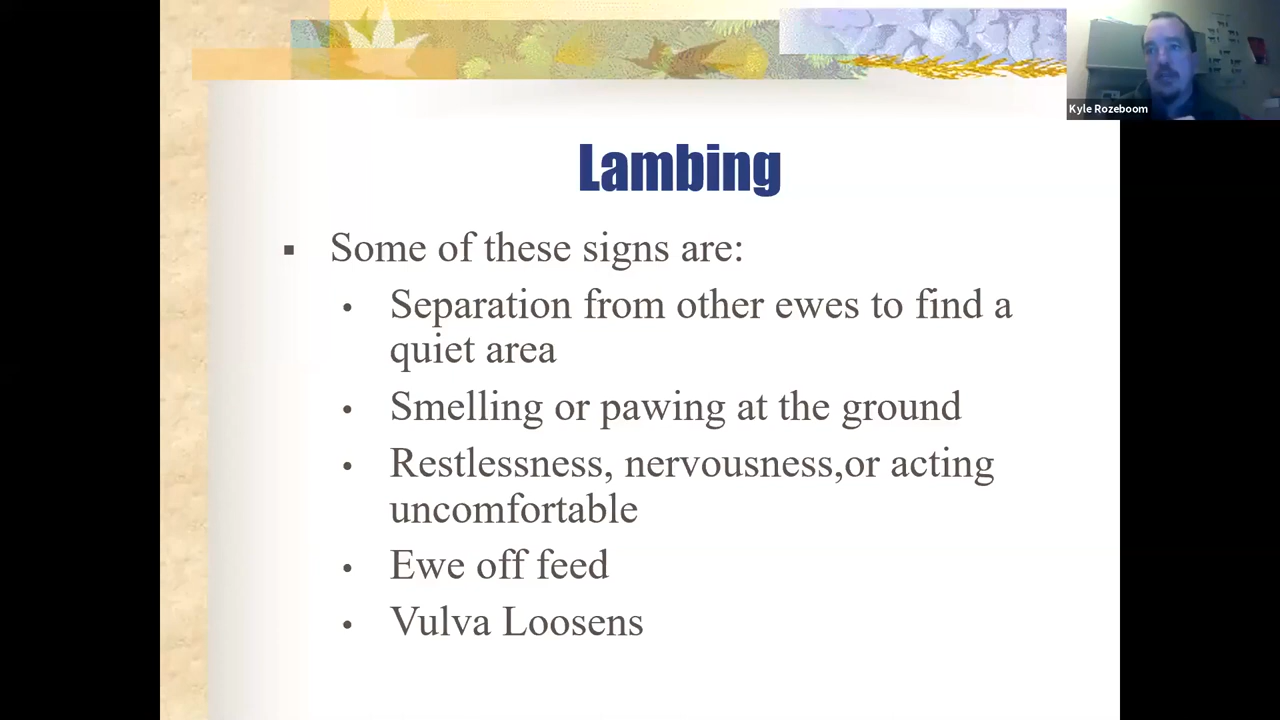 Kyle Rozeboom
Lambing
▪ Some of these signs are:
• Separation from other ewes to find a
quiet area
• Smelling or pawing at the ground
• Restlessness, nervousness,or acting
uncomfortable
• Ewe off feed
• Vulva Loosens